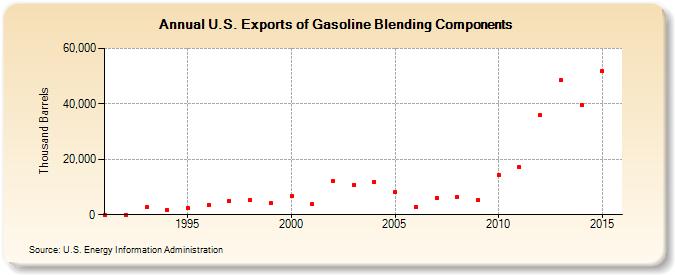 Annual U.S. Exports of Gasoline Blending Components
Thousand Barrels
60,000
40,000
20,000
0
1995 2000 2005 2010 2015
Source: U.S. Energy Information Administration